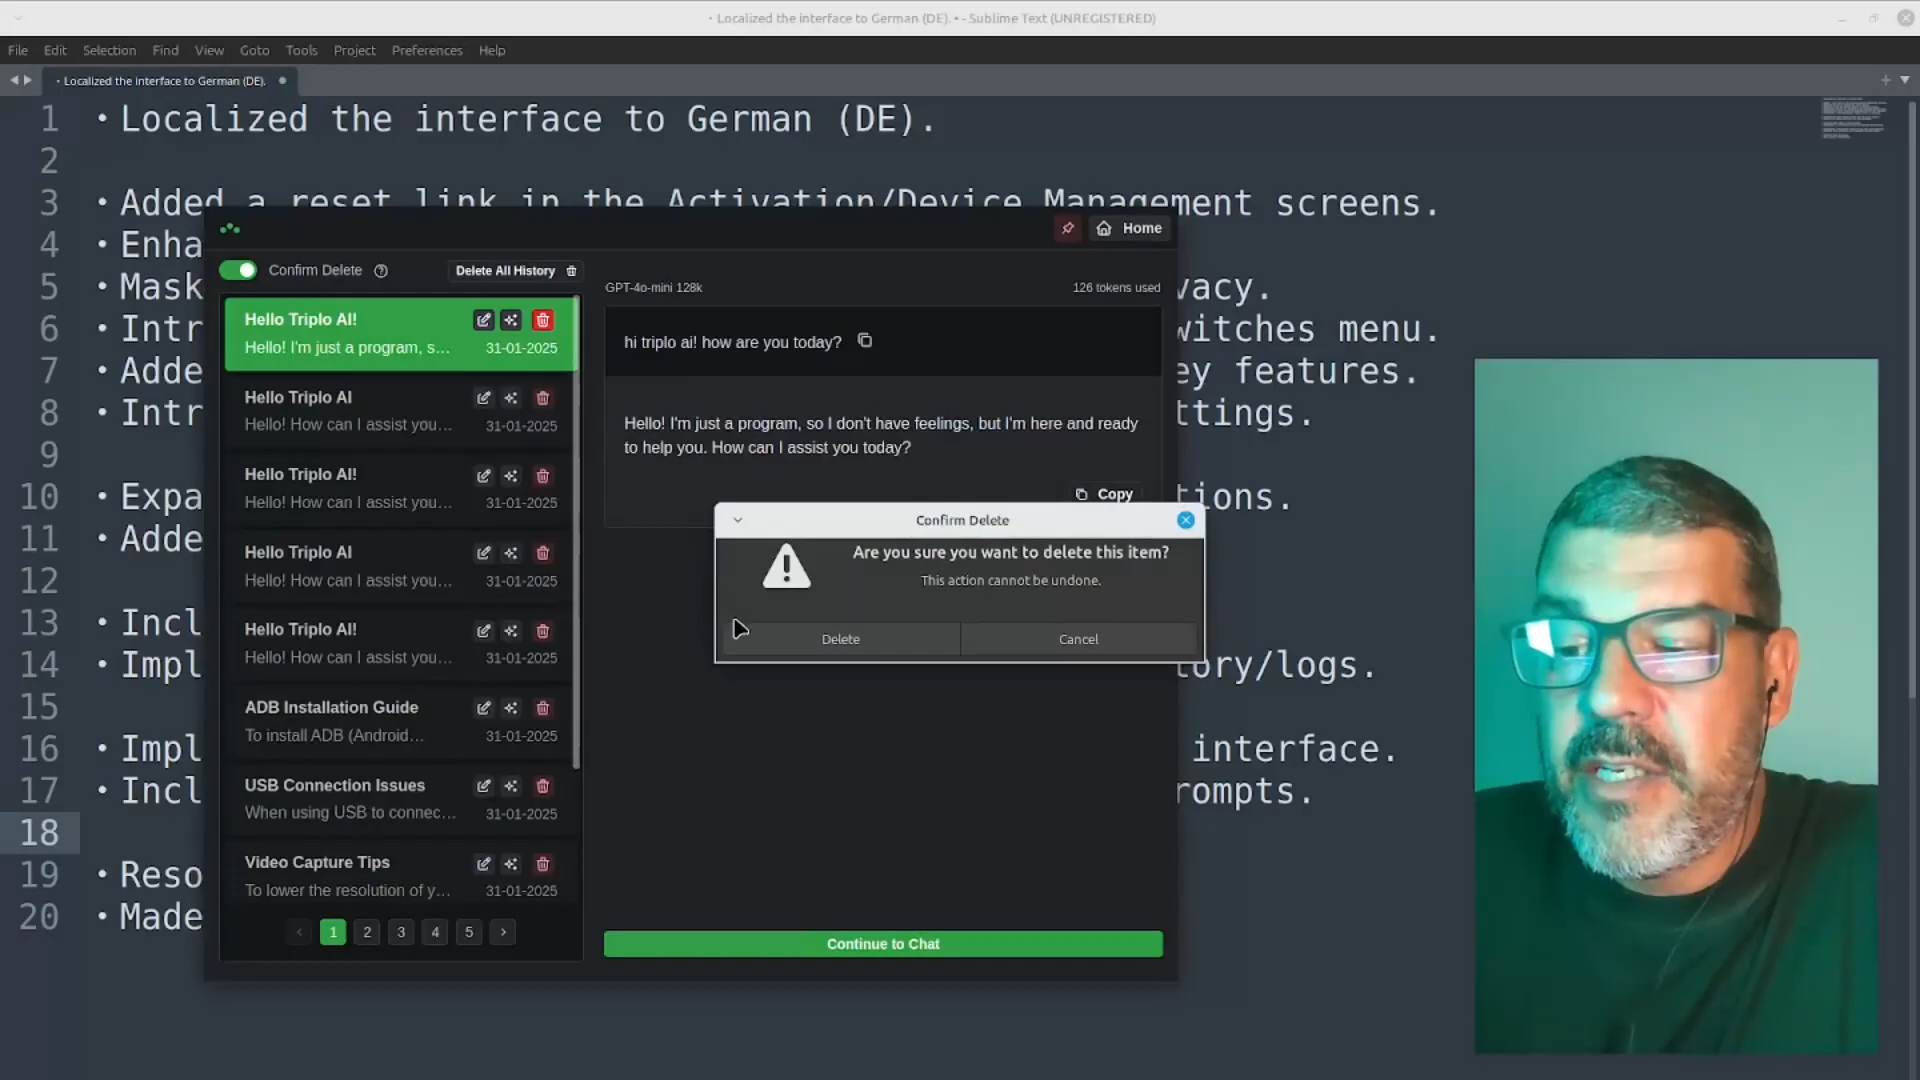 · Localized the interface to German (DE). • - Sublime Text (UNREGISTERED)
File Edit Selection Find View Goto Tools Project Preferences Help
· Localized the interface to German (DE).
1 · Localized the interface to German (DE).
2
3 · Added a reset link in the Activation/Device Management screens.
4 · Enha
5 · Mask vacy.
6 · Intr witches menu.
7 · Adde ey features.
8 · Intr ttings.
9
10 · Expa tions.
11 · Adde
12
13 · Incl
14 · Impl tory/logs.
15
16 · Impl interface.
17 · Incl rompts.
18
19 · Reso
20 · Made
Home
Confirm Delete
Delete All History
Hello Triplo AI!
Hello! I'm just a program, s...
31-01-2025
Hello Triplo AI
Hello! How can I assist you...
31-01-2025
Hello Triplo AI!
Hello! How can I assist you...
31-01-2025
Hello Triplo AI
Hello! How can I assist you...
31-01-2025
Hello Triplo AI!
Hello! How can I assist you...
31-01-2025
ADB Installation Guide
To install ADB (Android...
31-01-2025
USB Connection Issues
When using USB to connec...
31-01-2025
Video Capture Tips
To lower the resolution of y...
31-01-2025
1 2 3 4 5
GPT-4o-mini 128k
126 tokens used
hi triplo ai! how are you today?
Hello! I'm just a program, so I don't have feelings, but I'm here and ready
to help you. How can I assist you today?
Copy
Confirm Delete
Are you sure you want to delete this item?
This action cannot be undone.
Delete
Cancel
Continue to Chat